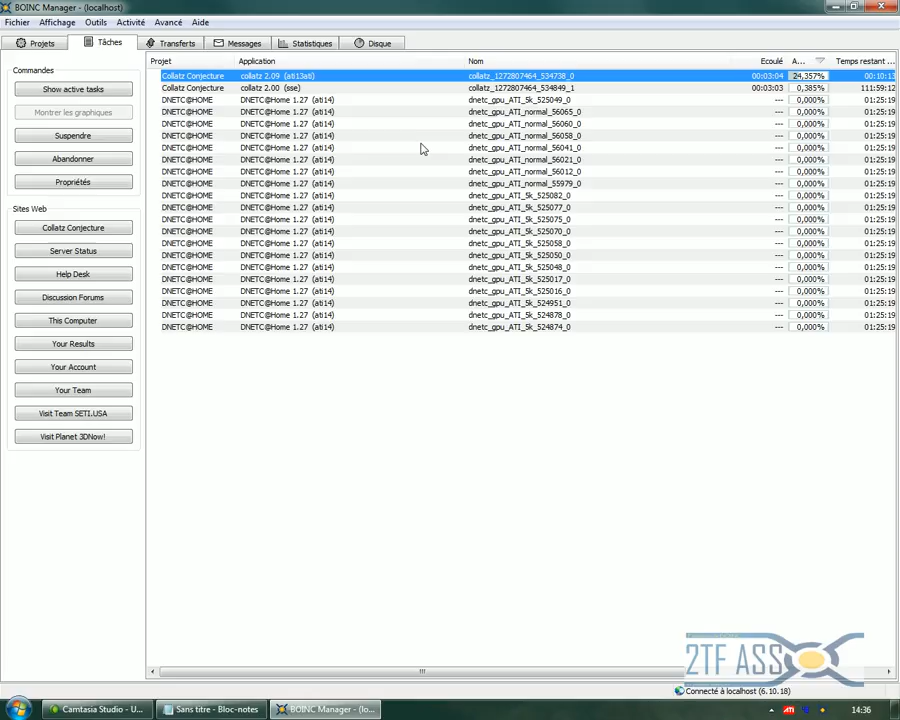 BOINC Manager - (localhost)
Fichier Affichage Outils Activité Avancé Aide
Projets Tâches Transferts Messages Statistiques Disque
Commandes
Show active tasks
Montrer les graphiques
Suspendre
Abandonner
Propriétés
Sites Web
Collatz Conjecture
Server Status
Help Desk
Discussion Forums
This Computer
Your Results
Your Account
Your Team
Visit Team SETI.USA
Visit Planet 3DNow!
Projet Application Nom Ecoulé A... Temps restant ...
Collatz Conjecture collatz 2.09 (ati13ati) collatz_1272807464_534738_0 00:03:04 24,357% 00:10:13
Collatz Conjecture collatz 2.00 (sse) collatz_1272807464_534849_1 00:03:03 0,385% 111:59:12
DNETC@HOME DNETC@Home 1.27 (ati14) dnetc_gpu_ATI_5k_525049_0 --- 0,000% 01:25:19
DNETC@HOME DNETC@Home 1.27 (ati14) dnetc_gpu_ATI_normal_56065_0 --- 0,000% 01:25:19
DNETC@HOME DNETC@Home 1.27 (ati14) dnetc_gpu_ATI_normal_56060_0 --- 0,000% 01:25:19
DNETC@HOME DNETC@Home 1.27 (ati14) dnetc_gpu_ATI_normal_56058_0 --- 0,000% 01:25:19
DNETC@HOME DNETC@Home 1.27 (ati14) dnetc_gpu_ATI_normal_56041_0 --- 0,000% 01:25:19
DNETC@HOME DNETC@Home 1.27 (ati14) dnetc_gpu_ATI_normal_56021_0 --- 0,000% 01:25:19
DNETC@HOME DNETC@Home 1.27 (ati14) dnetc_gpu_ATI_normal_56012_0 --- 0,000% 01:25:19
DNETC@HOME DNETC@Home 1.27 (ati14) dnetc_gpu_ATI_normal_55979_0 --- 0,000% 01:25:19
DNETC@HOME DNETC@Home 1.27 (ati14) dnetc_gpu_ATI_5k_525082_0 --- 0,000% 01:25:19
DNETC@HOME DNETC@Home 1.27 (ati14) dnetc_gpu_ATI_5k_525077_0 --- 0,000% 01:25:19
DNETC@HOME DNETC@Home 1.27 (ati14) dnetc_gpu_ATI_5k_525075_0 --- 0,000% 01:25:19
DNETC@HOME DNETC@Home 1.27 (ati14) dnetc_gpu_ATI_5k_525070_0 --- 0,000% 01:25:19
DNETC@HOME DNETC@Home 1.27 (ati14) dnetc_gpu_ATI_5k_525058_0 --- 0,000% 01:25:19
DNETC@HOME DNETC@Home 1.27 (ati14) dnetc_gpu_ATI_5k_525050_0 --- 0,000% 01:25:19
DNETC@HOME DNETC@Home 1.27 (ati14) dnetc_gpu_ATI_5k_525048_0 --- 0,000% 01:25:19
DNETC@HOME DNETC@Home 1.27 (ati14) dnetc_gpu_ATI_5k_525017_0 --- 0,000% 01:25:19
DNETC@HOME DNETC@Home 1.27 (ati14) dnetc_gpu_ATI_5k_525016_0 --- 0,000% 01:25:19
DNETC@HOME DNETC@Home 1.27 (ati14) dnetc_gpu_ATI_5k_524951_0 --- 0,000% 01:25:19
DNETC@HOME DNETC@Home 1.27 (ati14) dnetc_gpu_ATI_5k_524878_0 --- 0,000% 01:25:19
DNETC@HOME DNETC@Home 1.27 (ati14) dnetc_gpu_ATI_5k_524874_0 --- 0,000% 01:25:19
2TF ASS
Connecté à localhost (6.10.18)
Camtasia Studio - U... Sans titre - Bloc-notes BOINC Manager - (lo... ATI 14:36